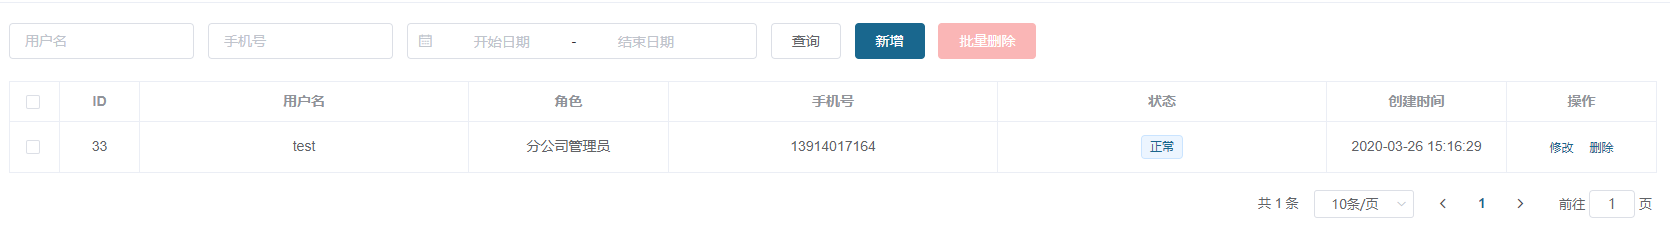 用户名 手机号 开始日期 - 结束日期 查询 新增 批量删除
ID 用户名 角色 手机号 状态 创建时间 操作
33 test 分公司管理员 13914017164 正常 2020-03-26 15:16:29 修改 删除
共 1 条 10条/页 1 前往 1 页